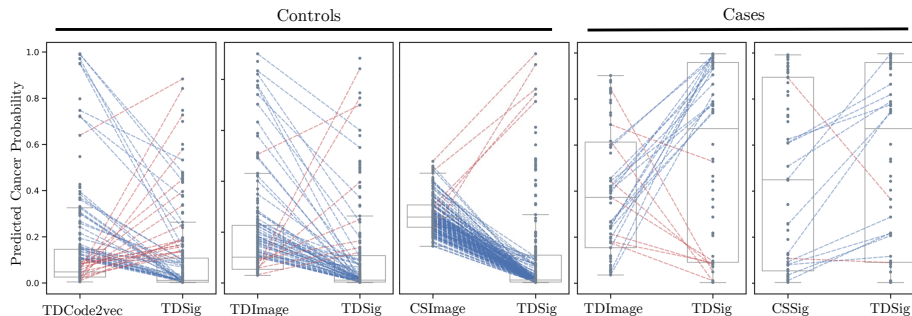 Controls
Cases
Predicted Cancer Probability
1.0
0.8
0.6
0.4
0.2
0.0
TDCode2vec TDSig TDImage TDSig CSImage TDSig TDImage TDSig CSSig TDSig